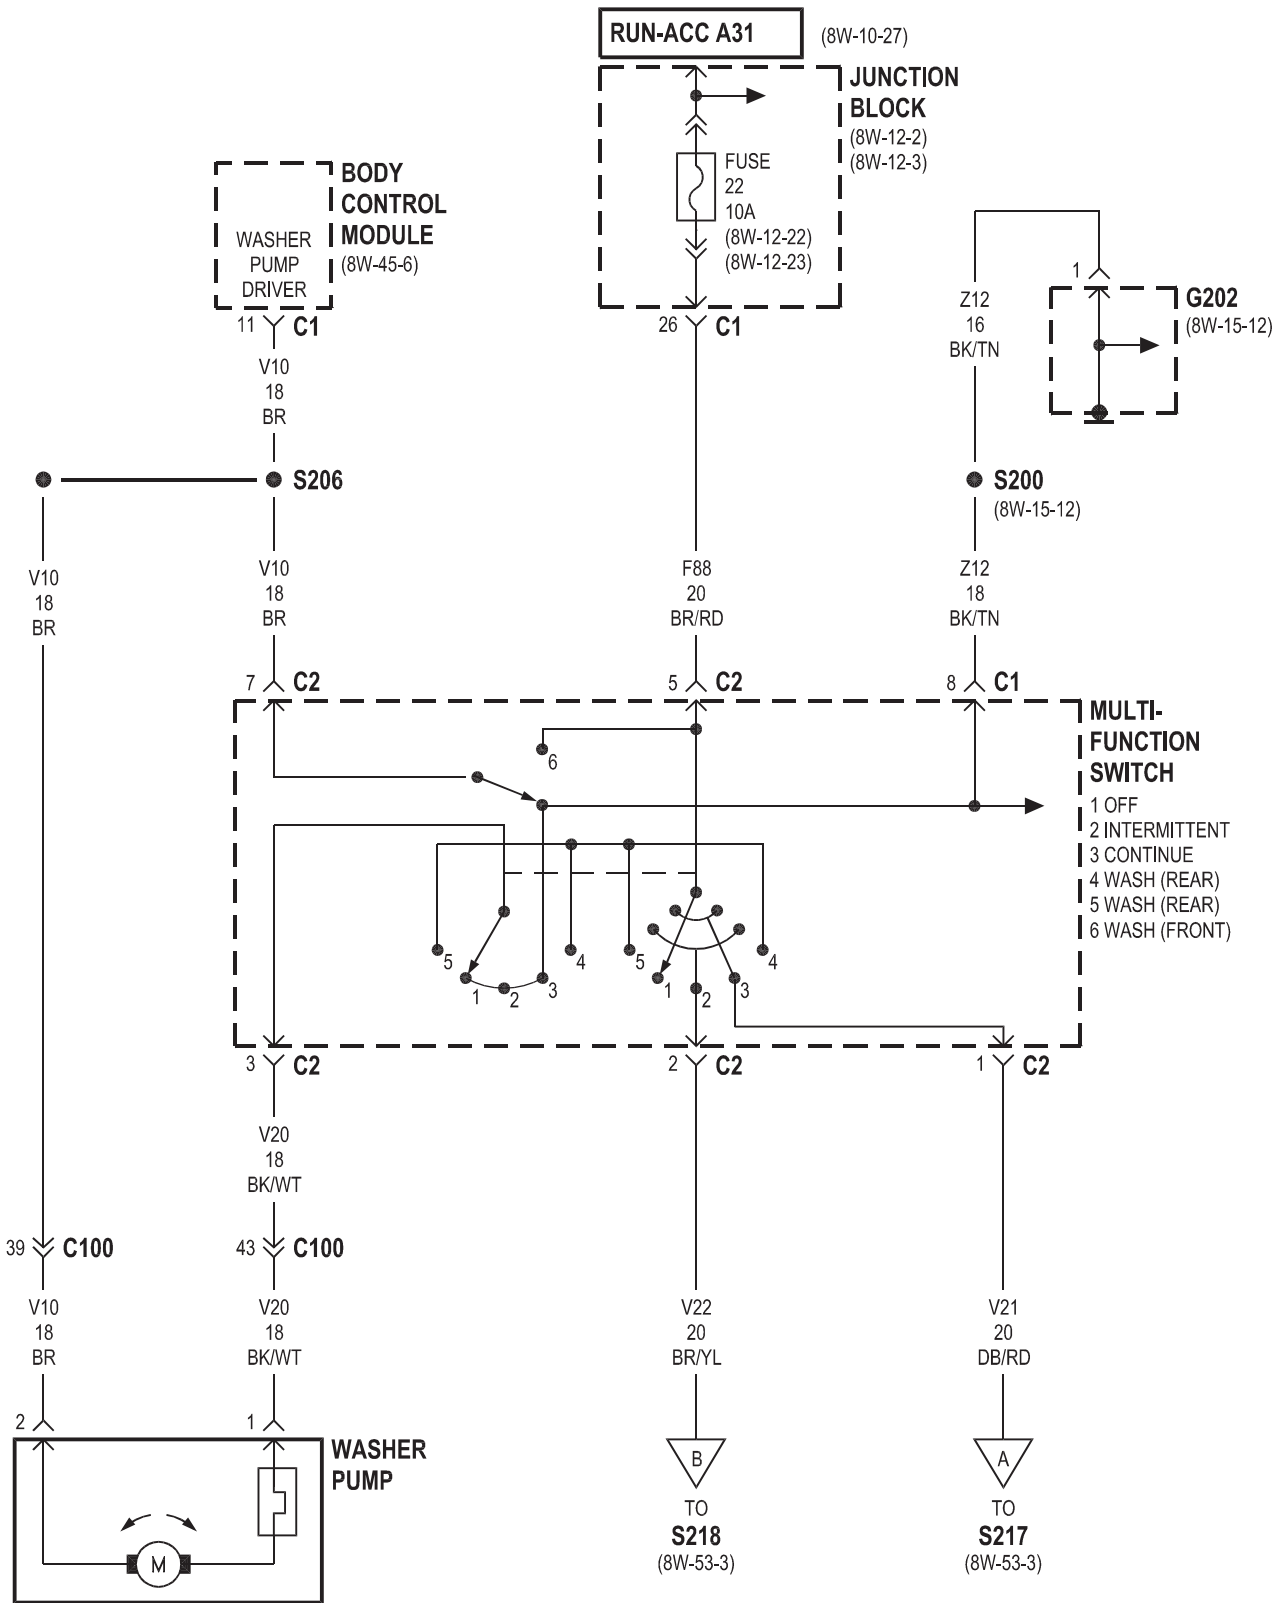 RUN-ACC A31
(8W-10-27)
JUNCTION
BLOCK
(8W-12-2)
(8W-12-3)
FUSE
22
10A
(8W-12-22)
(8W-12-23)
26
C1
BODY
CONTROL
MODULE
(8W-45-6)
WASHER
PUMP
DRIVER
11
C1
V10
18
BR
S206
1
G202
(8W-15-12)
Z12
16
BK/TN
S200
(8W-15-12)
V10
18
BR
V10
18
BR
F88
20
BR/RD
Z12
18
BK/TN
7
C2
5
C2
8
C1
MULTI-
FUNCTION
SWITCH
1 OFF
2 INTERMITTENT
3 CONTINUE
4 WASH (REAR)
5 WASH (REAR)
6 WASH (FRONT)
6
5
1
2
3
4
5
1
2
3
4
3
C2
2
C2
1
C2
V20
18
BK/WT
39
C100
43
C100
V10
18
BR
V20
18
BK/WT
V22
20
BR/YL
V21
20
DB/RD
2
1
WASHER
PUMP
M
B
TO
S218
(8W-53-3)
A
TO
S217
(8W-53-3)